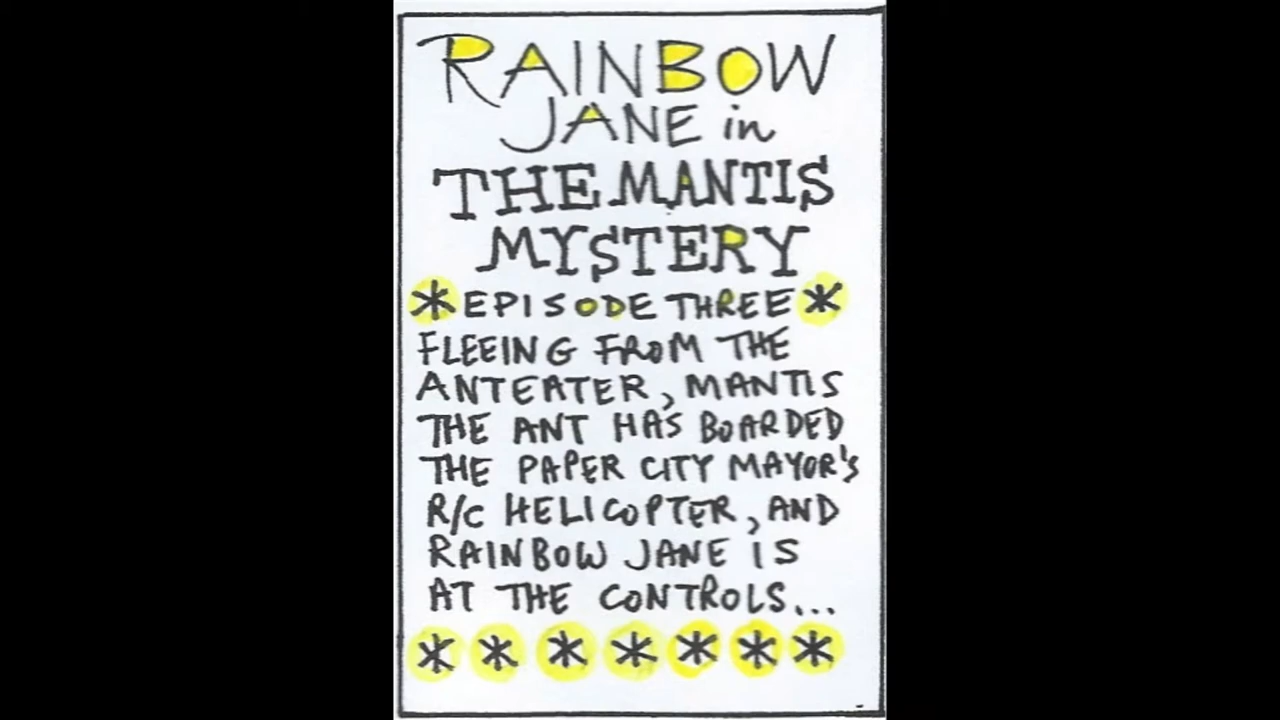 RAINBOW
JANE in
THE MANTIS
MYSTERY
* EPISODE THREE *
FLEEING FROM THE
ANTEATER, MANTIS
THE ANT HAS BOARDED
THE PAPER CITY MAYOR'S
R/C HELICOPTER, AND
RAINBOW JANE IS
AT THE CONTROLS...
* * * * * * *